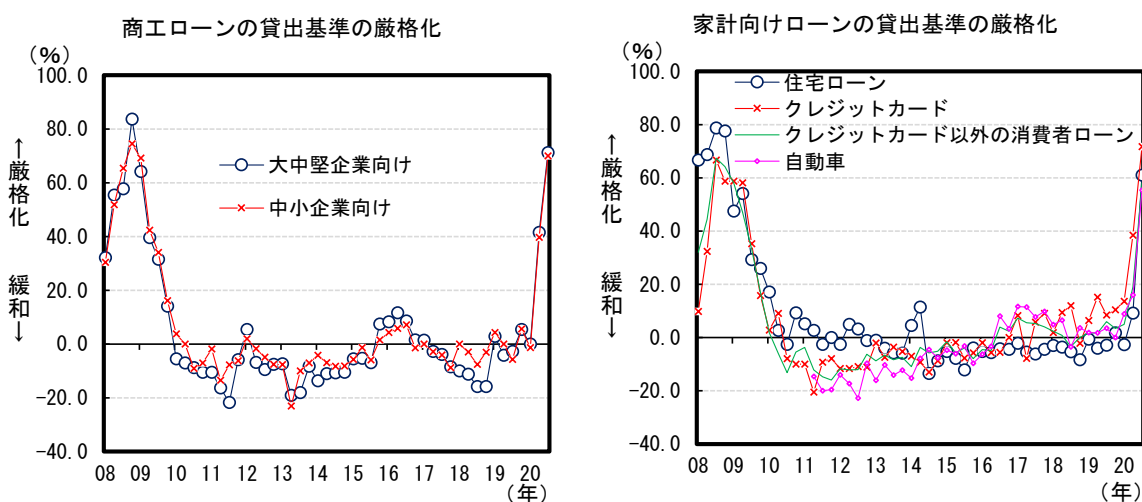 商工ローンの貸出基準の厳格化
(%)
100.0
80.0
60.0
40.0
20.0
0.0
-20.0
-40.0
↑厳格化
緩和↓
大中堅企業向け
中小企業向け
08 09 10 11 12 13 14 15 16 17 18 19 20
(年)
家計向けローンの貸出基準の厳格化
(%)
100.0
80.0
60.0
40.0
20.0
0.0
-20.0
-40.0
↑厳格化
緩和↓
住宅ローン
クレジットカード
クレジットカード以外の消費者ローン
自動車
08 09 10 11 12 13 14 15 16 17 18 19 20
(年)